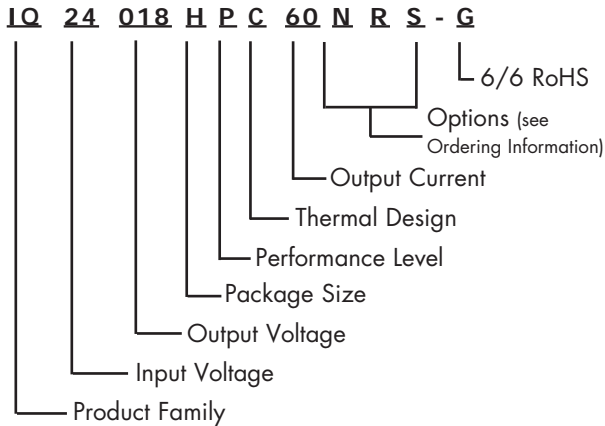 IQ 24 018 H P C 60 N R S - G
6/6 RoHS
Options (see
Ordering Information)
Output Current
Thermal Design
Performance Level
Package Size
Output Voltage
Input Voltage
Product Family